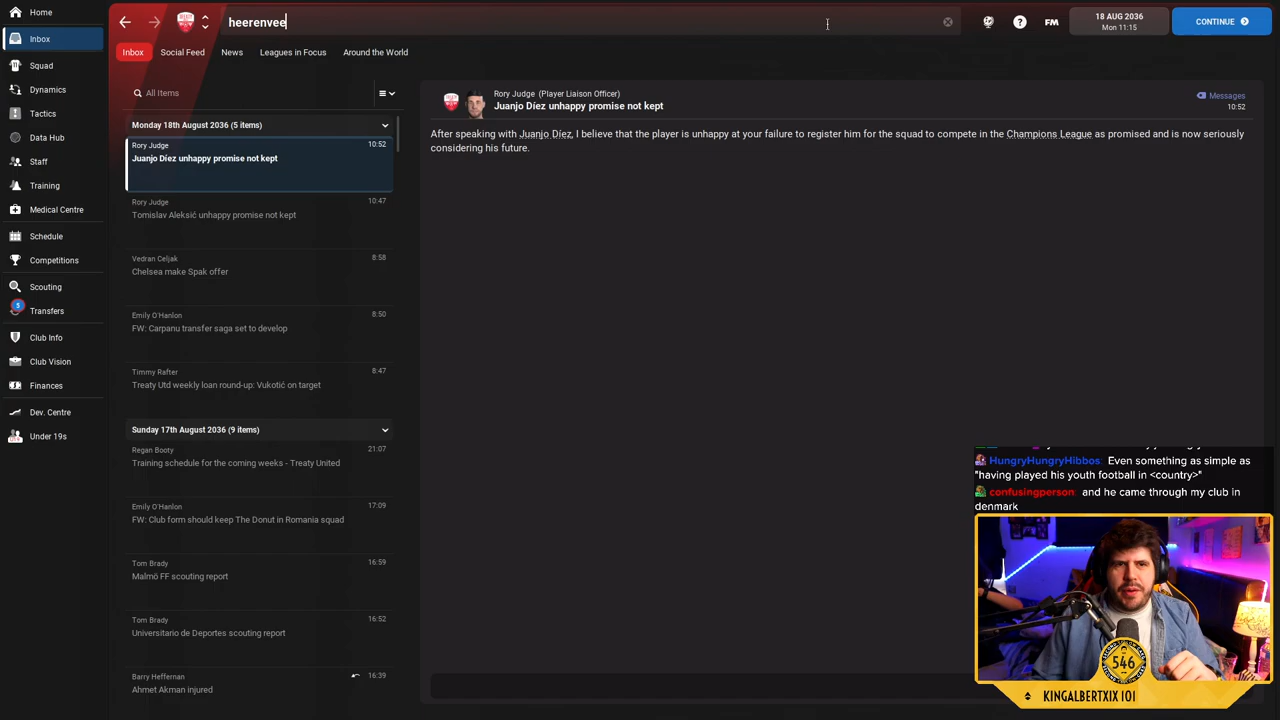 Home
Inbox
Squad
Dynamics
Tactics
Data Hub
Staff
Training
Medical Centre
Schedule
Competitions
Scouting
5
Transfers
Club Info
Club Vision
Finances
Dev. Centre
Under 19s
heerenvee
FM
18 AUG 2036
Mon 11:15
CONTINUE
Inbox
Social Feed
News
Leagues in Focus
Around the World
All Items
Monday 18th August 2036 (5 items)
Rory Judge 10:52
Juanjo Díez unhappy promise not kept
Rory Judge 10:47
Tomislav Aleksić unhappy promise not kept
Vedran Celjak 8:58
Chelsea make Spak offer
Emily O'Hanlon 8:50
FW: Carpanu transfer saga set to develop
Timmy Rafter 8:47
Treaty Utd weekly loan round-up: Vukotić on target
Sunday 17th August 2036 (9 items)
Regan Booty 21:07
Training schedule for the coming weeks - Treaty United
Emily O'Hanlon 17:09
FW: Club form should keep The Donut in Romania squad
Tom Brady 16:59
Malmö FF scouting report
Tom Brady 16:52
Universitario de Deportes scouting report
Barry Heffernan 16:39
Ahmet Akman injured
Rory Judge (Player Liaison Officer)
Juanjo Díez unhappy promise not kept
Messages
10:52
After speaking with Juanjo Díez, I believe that the player is unhappy at your failure to register him for the squad to compete in the Champions League as promised and is now seriously
considering his future.
HungryHungryHibbos: Even something as simple as
"having played his youth football in <country>"
confusingperson: and he came through my club in
denmark
546
KINGALBERTXIX 101